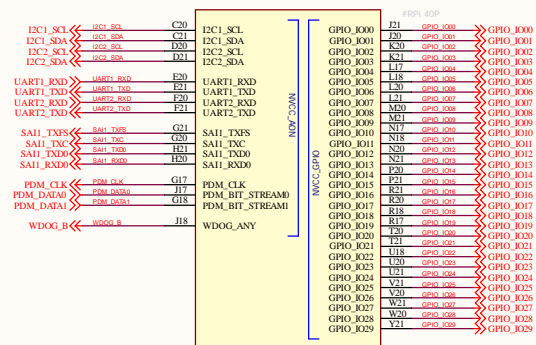 #RPI 40P
I2C1_SCL I2C1_SCL C20 I2C1_SCL
I2C1_SDA I2C1_SDA C21 I2C1_SDA
I2C2_SCL I2C2_SCL D20 I2C2_SCL
I2C2_SDA I2C2_SDA D21 I2C2_SDA
UART1_RXD UART1_RXD E20 UART1_RXD
UART1_TXD UART1_TXD E21 UART1_TXD
UART2_RXD UART2_RXD F20 UART2_RXD
UART2_TXD UART2_TXD F21 UART2_TXD
SAI1_TXFS SAI1_TXFS G21 SAI1_TXFS
SAI1_TXC SAI1_TXC G20 SAI1_TXC
SAI1_TXD0 SAI1_TXD0 H21 SAI1_TXD0
SAI1_RXD0 SAI1_RXD0 H20 SAI1_RXD0
PDM_CLK PDM_CLK G17 PDM_CLK
PDM_DATA0 PDM_DATA0 J17 PDM_BIT_STREAM0
PDM_DATA1 PDM_DATA1 G18 PDM_BIT_STREAM1
WDOG_B WDOG_B J18 WDOG_ANY
NVCC_AON
NVCC_GPIO
GPIO_IO00 J21 GPIO_IO00 GPIO_IO00
GPIO_IO01 J20 GPIO_IO01 GPIO_IO01
GPIO_IO02 K20 GPIO_IO02 GPIO_IO02
GPIO_IO03 K21 GPIO_IO03 GPIO_IO03
GPIO_IO04 L17 GPIO_IO04 GPIO_IO04
GPIO_IO05 L18 GPIO_IO05 GPIO_IO05
GPIO_IO06 L20 GPIO_IO06 GPIO_IO06
GPIO_IO07 L21 GPIO_IO07 GPIO_IO07
GPIO_IO08 M20 GPIO_IO08 GPIO_IO08
GPIO_IO09 M21 GPIO_IO09 GPIO_IO09
GPIO_IO10 N17 GPIO_IO10 GPIO_IO10
GPIO_IO11 N18 GPIO_IO11 GPIO_IO11
GPIO_IO12 N20 GPIO_IO12 GPIO_IO12
GPIO_IO13 N21 GPIO_IO13 GPIO_IO13
GPIO_IO14 P20 GPIO_IO14 GPIO_IO14
GPIO_IO15 P21 GPIO_IO15 GPIO_IO15
GPIO_IO16 R21 GPIO_IO16 GPIO_IO16
GPIO_IO17 R20 GPIO_IO17 GPIO_IO17
GPIO_IO18 R18 GPIO_IO18 GPIO_IO18
GPIO_IO19 R17 GPIO_IO19 GPIO_IO19
GPIO_IO20 T20 GPIO_IO20 GPIO_IO20
GPIO_IO21 T21 GPIO_IO21 GPIO_IO21
GPIO_IO22 U18 GPIO_IO22 GPIO_IO22
GPIO_IO23 U20 GPIO_IO23 GPIO_IO23
GPIO_IO24 U21 GPIO_IO24 GPIO_IO24
GPIO_IO25 V21 GPIO_IO25 GPIO_IO25
GPIO_IO26 V20 GPIO_IO26 GPIO_IO26
GPIO_IO27 W21 GPIO_IO27 GPIO_IO27
GPIO_IO28 W20 GPIO_IO28 GPIO_IO28
GPIO_IO29 Y21 GPIO_IO29 GPIO_IO29